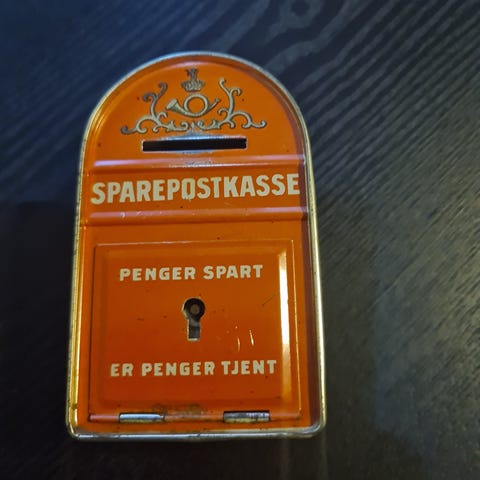 SPAREPOSTKASSE
PENGER SPART
ER PENGER TJENT